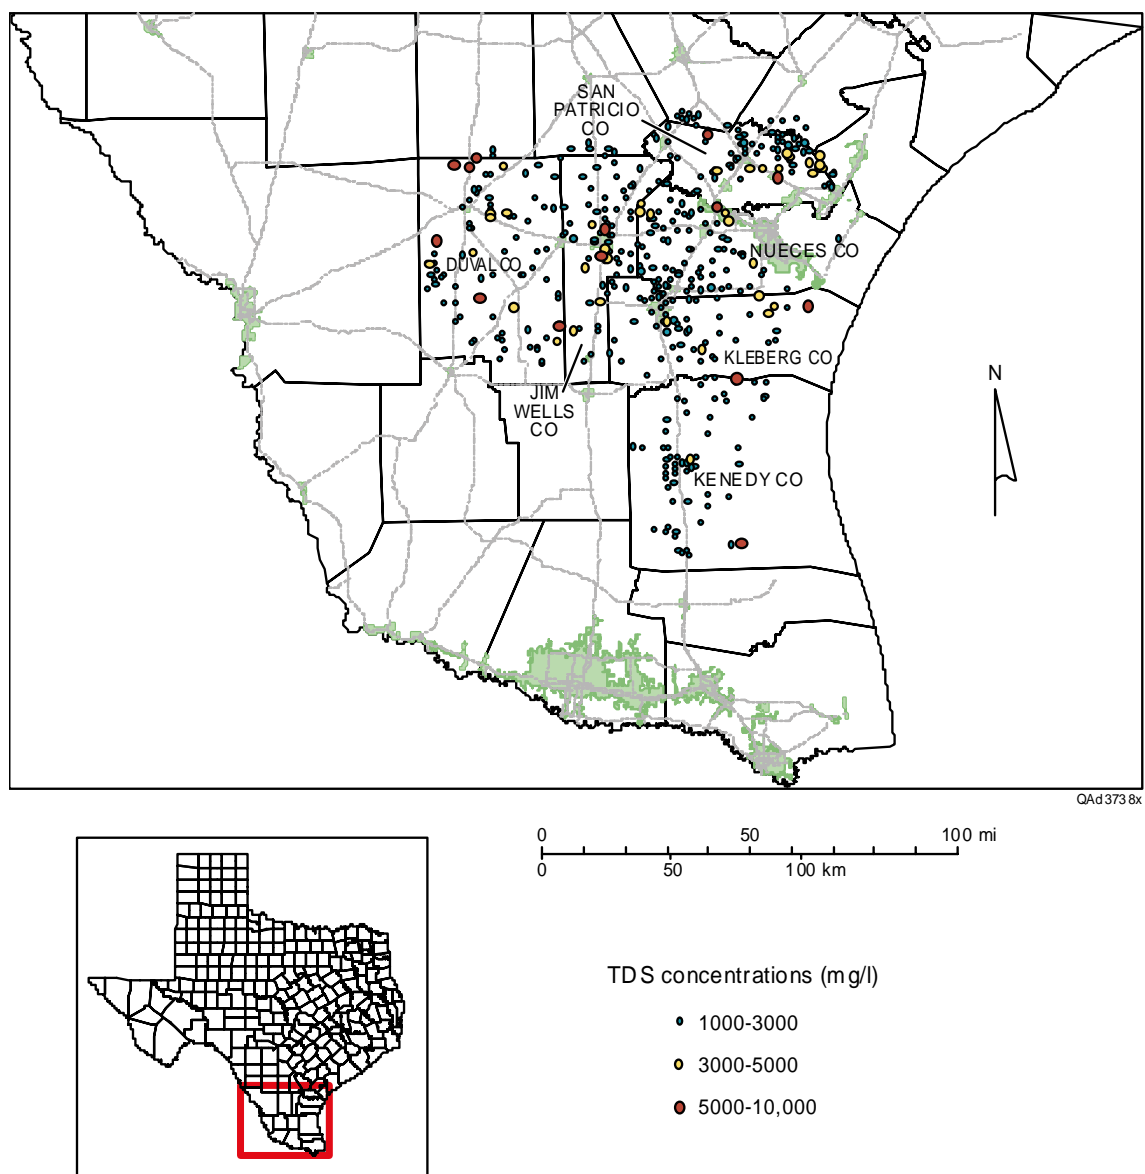 SAN
PATRICIO
CO
NUECES CO
DUVAL CO
KLEBERG CO
JIM
WELLS
CO
N
KENEDY CO
QAd3738x
0 50 100 mi
0 50 100 km
TDS concentrations (mg/l)
1000-3000
3000-5000
5000-10,000